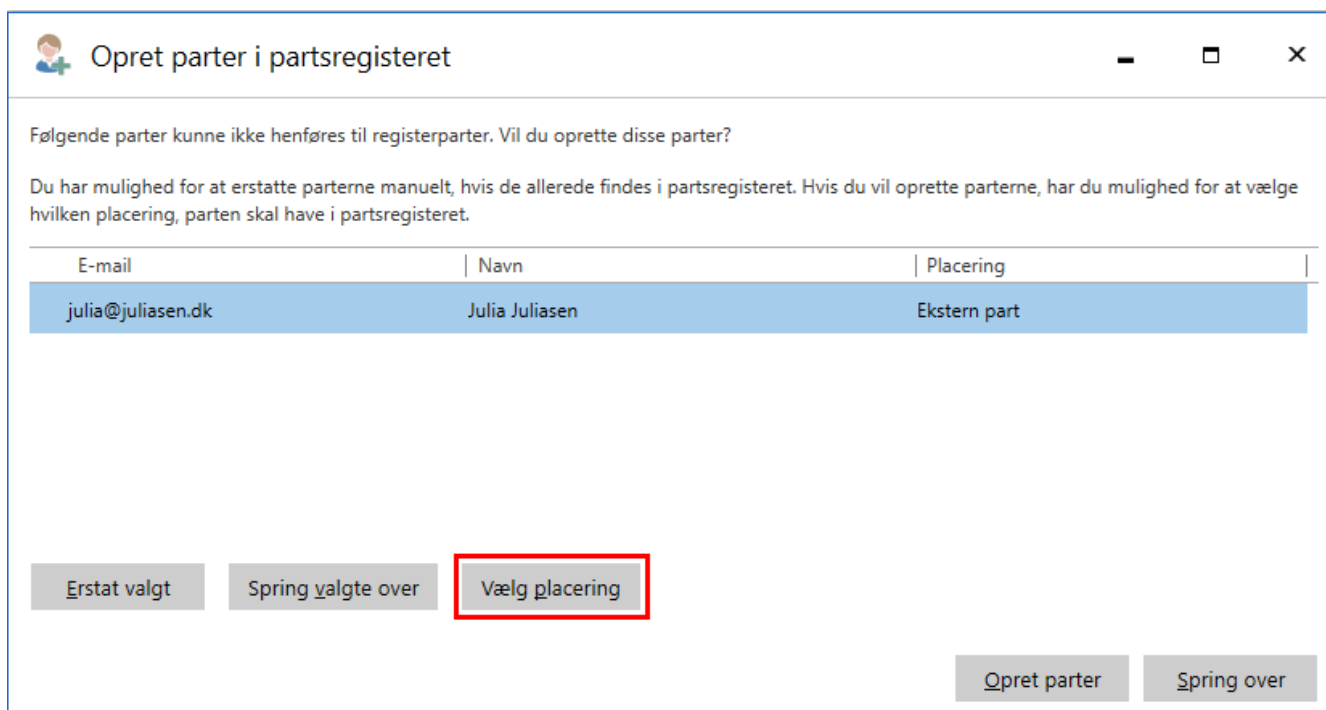 Opret parter i partsregisteret
Følgende parter kunne ikke henføres til registerparter. Vil du oprette disse parter?
Du har mulighed for at erstatte parterne manuelt, hvis de allerede findes i partsregisteret. Hvis du vil oprette parterne, har du mulighed for at vælge
hvilken placering, parten skal have i partsregisteret.
E-mail Navn Placering
julia@juliasen.dk Julia Juliasen Ekstern part
Erstat valgt Spring valgte over Vælg placering
Opret parter Spring over